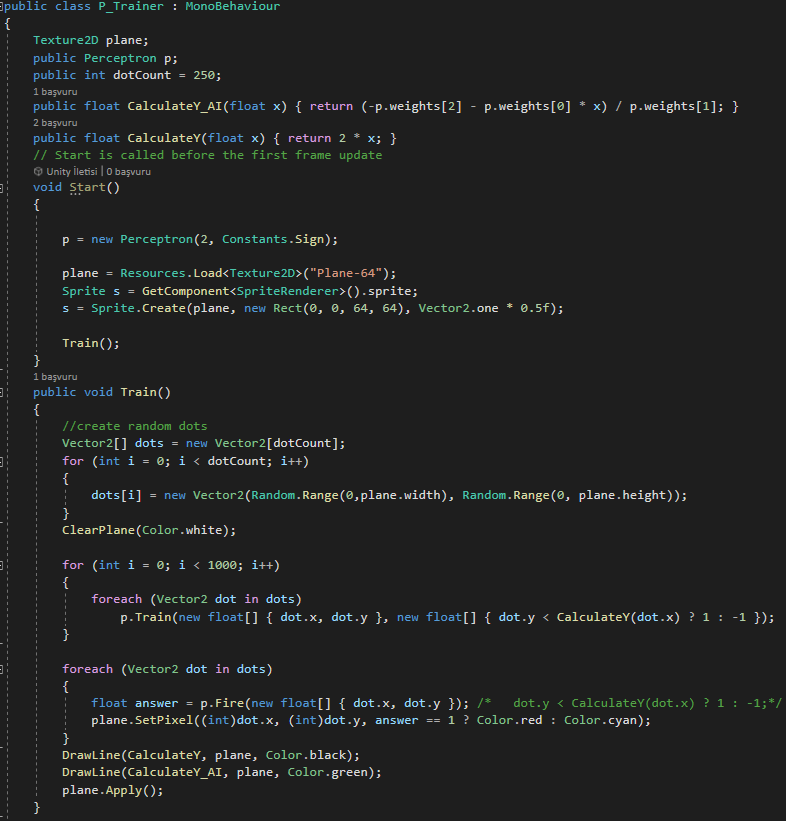 public class P_Trainer : MonoBehaviour
{
Texture2D plane;
public Perceptron p;
public int dotCount = 250;
1 başvuru
public float CalculateY_AI(float x) { return (-p.weights[2] - p.weights[0] * x) / p.weights[1]; }
2 başvuru
public float CalculateY(float x) { return 2 * x; }
// Start is called before the first frame update
Unity İletisi | 0 başvuru
void Start()
{
p = new Perceptron(2, Constants.Sign);
plane = Resources.Load<Texture2D>("Plane-64");
Sprite s = GetComponent<SpriteRenderer>().sprite;
s = Sprite.Create(plane, new Rect(0, 0, 64, 64), Vector2.one * 0.5f);
Train();
}
1 başvuru
public void Train()
{
//create random dots
Vector2[] dots = new Vector2[dotCount];
for (int i = 0; i < dotCount; i++)
{
dots[i] = new Vector2(Random.Range(0,plane.width), Random.Range(0, plane.height));
}
ClearPlane(Color.white);
for (int i = 0; i < 1000; i++)
{
foreach (Vector2 dot in dots)
p.Train(new float[] { dot.x, dot.y }, new float[] { dot.y < CalculateY(dot.x) ? 1 : -1 });
}
foreach (Vector2 dot in dots)
{
float answer = p.Fire(new float[] { dot.x, dot.y }); /*   dot.y < CalculateY(dot.x) ? 1 : -1;*/
plane.SetPixel((int)dot.x, (int)dot.y, answer == 1 ? Color.red : Color.cyan);
}
DrawLine(CalculateY, plane, Color.black);
DrawLine(CalculateY_AI, plane, Color.green);
plane.Apply();
}